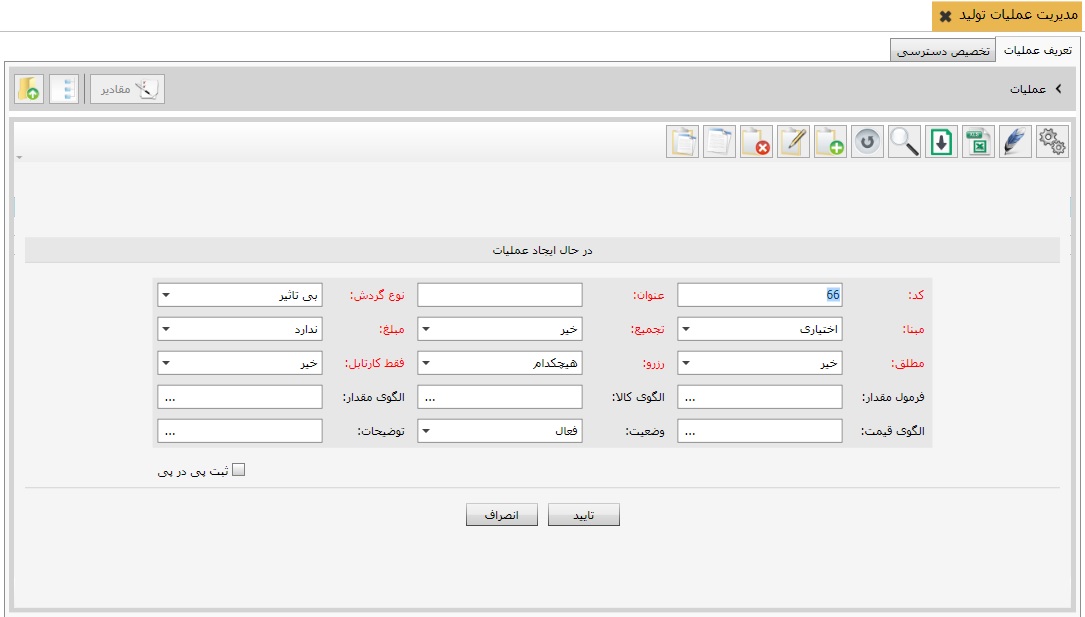 مدیریت عملیات تولید
تعریف عملیات تخصیص دسترسی
عملیات مقادیر
در حال ایجاد عملیات
کد: 66 عنوان: نوع گردش: بی تاثیر
مبنا: اختیاری تجمیع: خیر مبلغ: ندارد
مطلق: خیر رزرو: هیچکدام فقط کارتابل: خیر
فرمول مقدار: ... الگوی کالا: ... الگوی مقدار: ...
الگوی قیمت: ... وضعیت: فعال توضیحات: ...
ثبت پی در پی
تایید انصراف